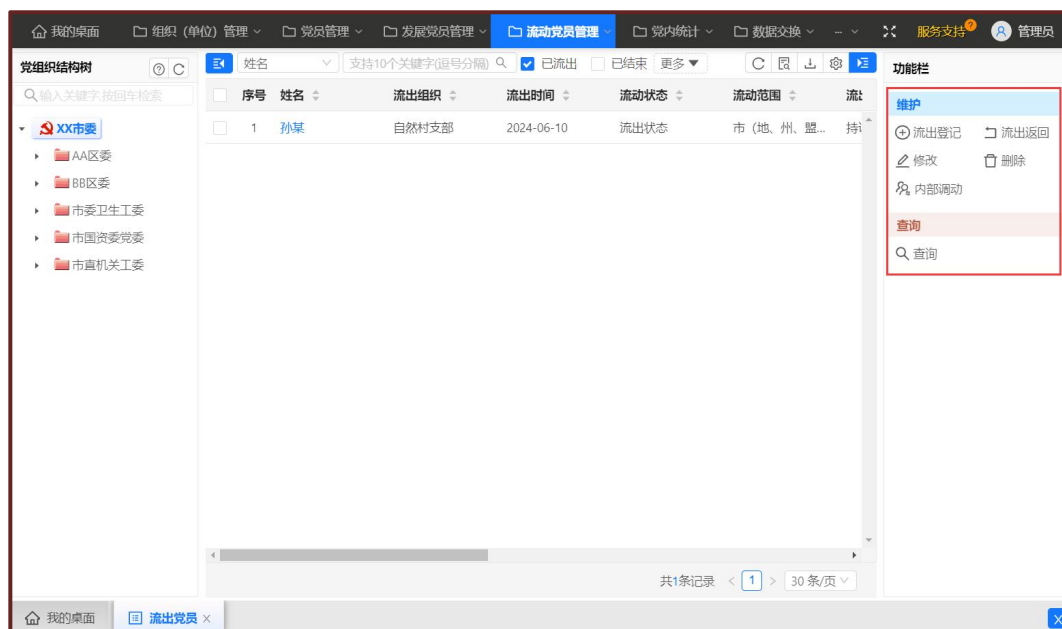 我的桌面 组织（单位）管理 党员管理 发展党员管理 流动党员管理 党内统计 数据交换 ... 服务支持 ? 管理员
党组织结构树
输入关键字,按回车检索
XX市委
AA区委
BB区委
市委卫生工委
市国资委党委
市直机关工委
姓名 支持10个关键字(逗号分隔) 已流出 已结束 更多▼
序号 姓名 流出组织 流出时间 流动状态 流动范围
1 孙某 自然村支部 2024-06-10 流出状态 市（地、州、盟...
共1条记录 < 1 > 30 条/页
功能栏
维护
流出登记 流出返回
修改 删除
内部调动
查询
查询
我的桌面 流出党员 ×